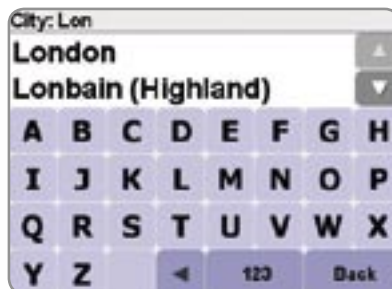 City: Lon
London
Lonbain (Highland)
A B C D E F G H
I J K L M N O P
Q R S T U V W X
Y Z 123 Back